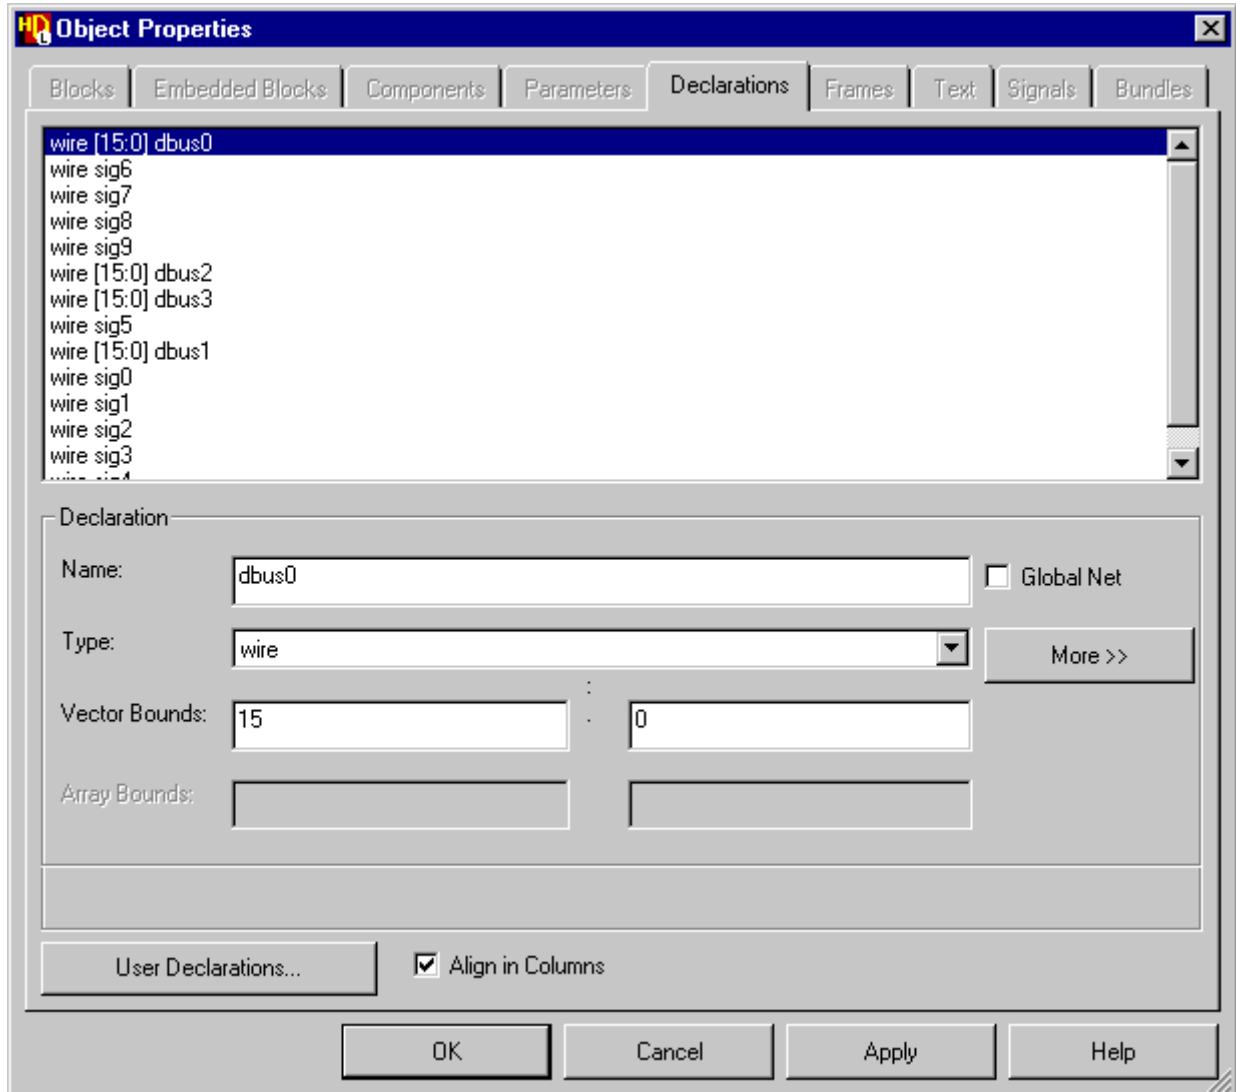 HDL Object Properties
Blocks Embedded Blocks Components Parameters Declarations Frames Text Signals Bundles
wire [15:0] dbus0
wire sig6
wire sig7
wire sig8
wire sig9
wire [15:0] dbus2
wire [15:0] dbus3
wire sig5
wire [15:0] dbus1
wire sig0
wire sig1
wire sig2
wire sig3
wire sig4
Declaration
Name: dbus0 Global Net
Type: wire More >>
:
Vector Bounds: 15 . 0
Array Bounds:
User Declarations... Align in Columns
OK Cancel Apply Help